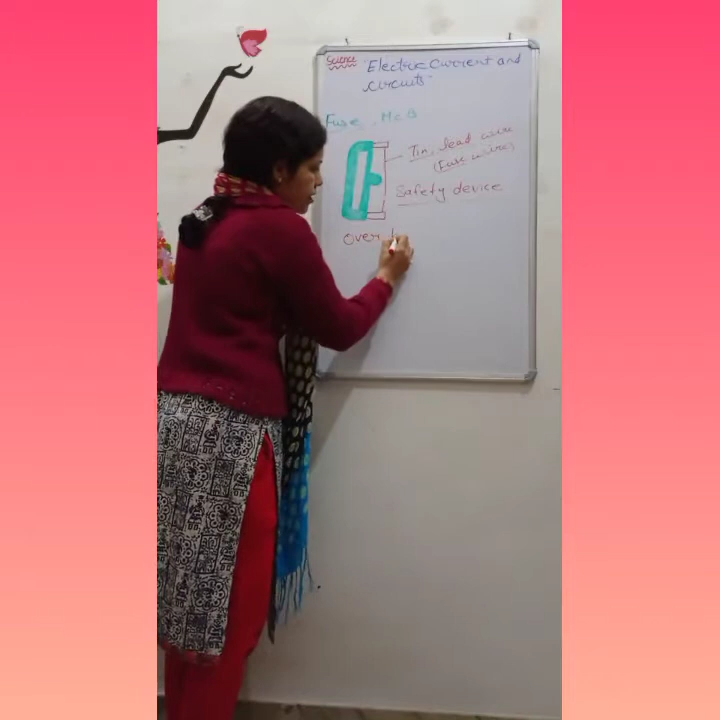 Science
Electric current and
circuits
Fuse, MCB
Tin, lead wire
(Fuse wire)
Safety device
over